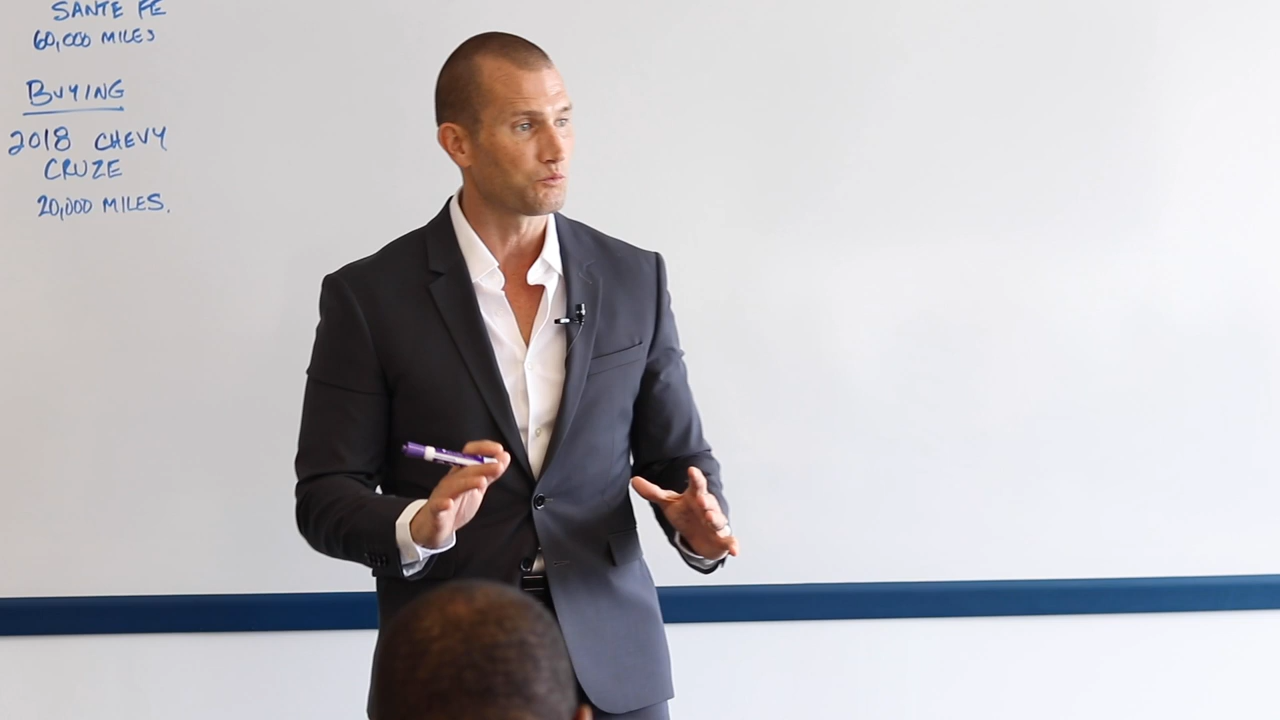 SANTE FE
60,000 MILES
BUYING
2018 CHEVY
CRUZE
20,000 MILES.